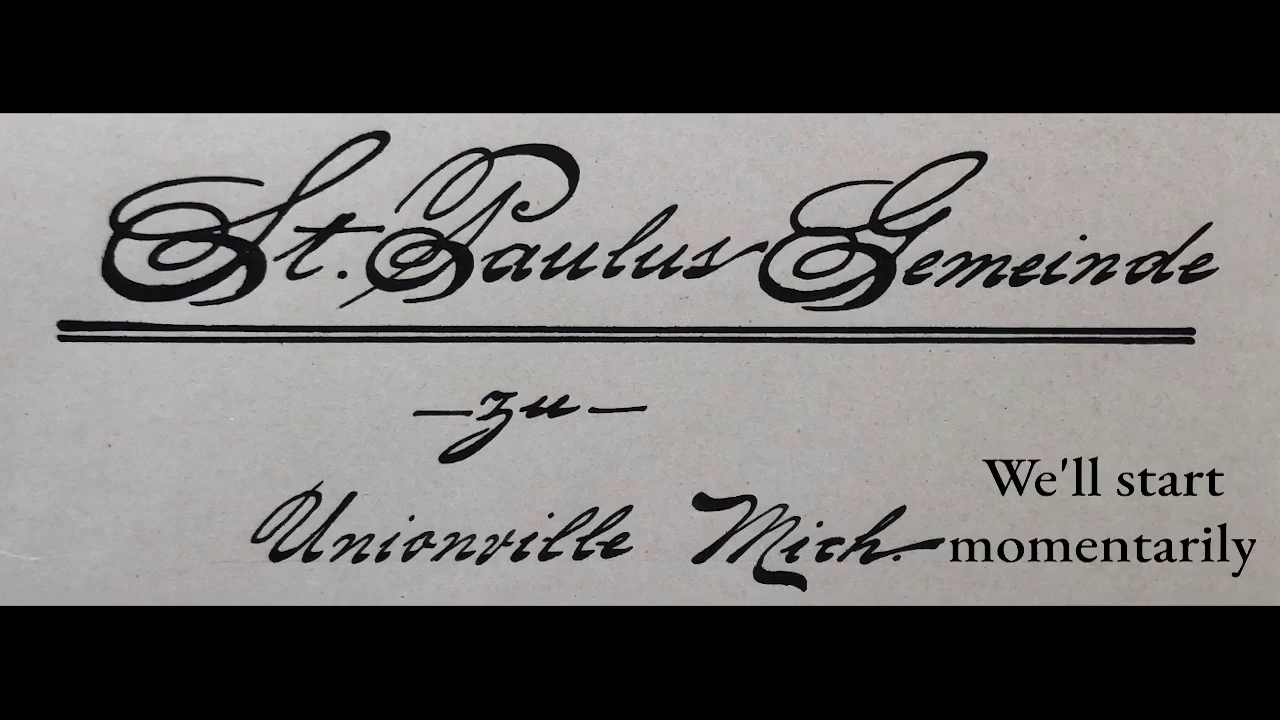 St. Paulus Gemeinde
—zu—
Unionville Mich.
We'll start
momentarily